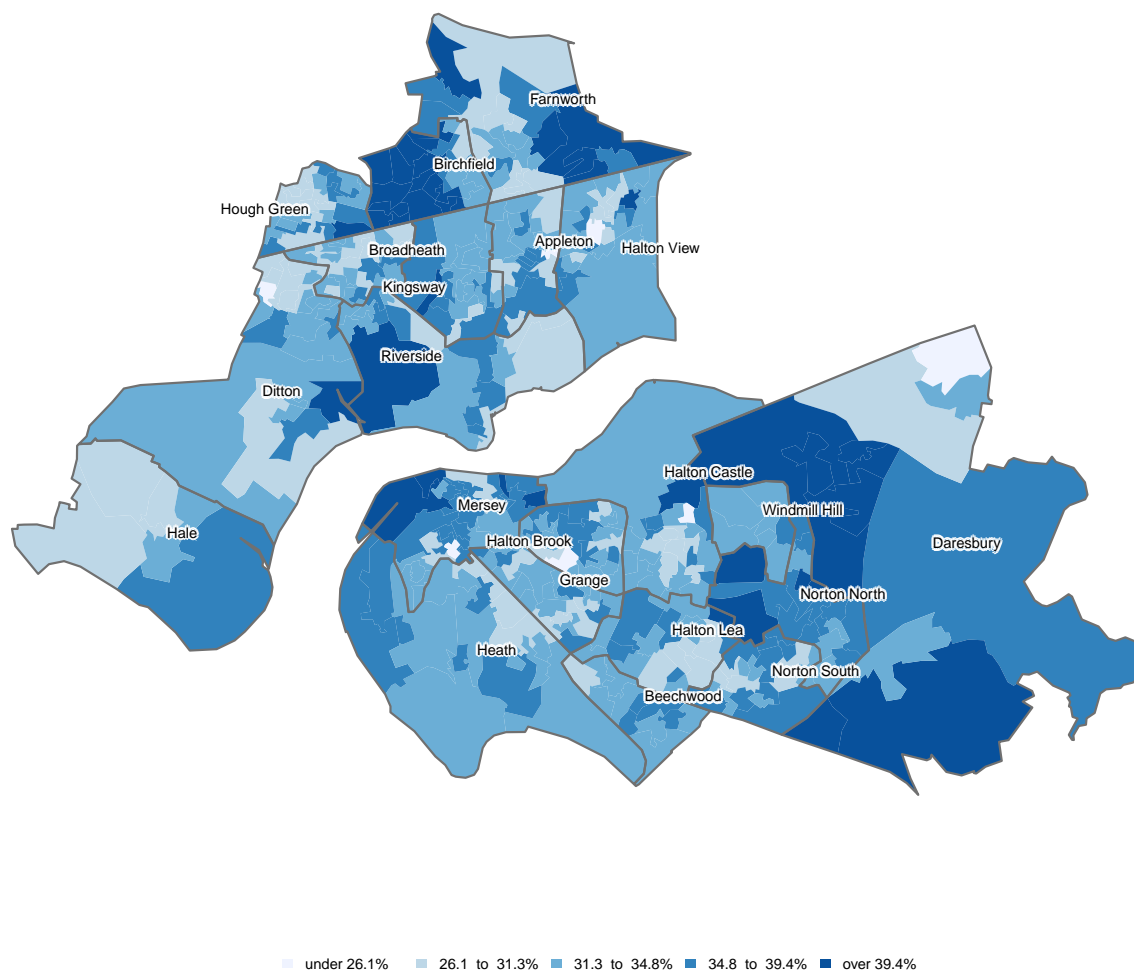 Farnworth
Birchfield
Hough Green
Appleton
Broadheath
Halton View
Kingsway
Riverside
Ditton
Halton Castle
Mersey
Windmill Hill
Hale
Halton Brook
Daresbury
Grange
Norton North
Halton Lea
Heath
Norton South
Beechwood
under 26.1% 26.1 to 31.3% 31.3 to 34.8% 34.8 to 39.4% over 39.4%